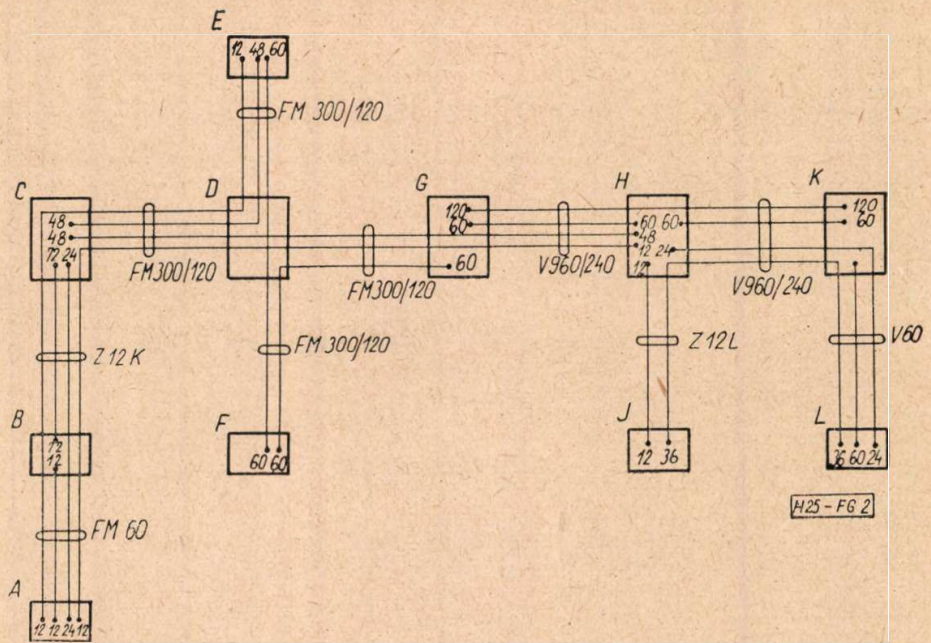 E
12 48 60
FM 300/120
C
D
G
H
K
48
48
12 24
FM300/120
FM300/120
120
60
60
V960/240
60 60
48
12 24
12
V960/240
120
60
Z12K
FM 300/120
Z12L
V60
B
12
12
F
60 60
J
12 36
L
36 60 24
H25-FG 2
FM 60
A
12 12 24 12